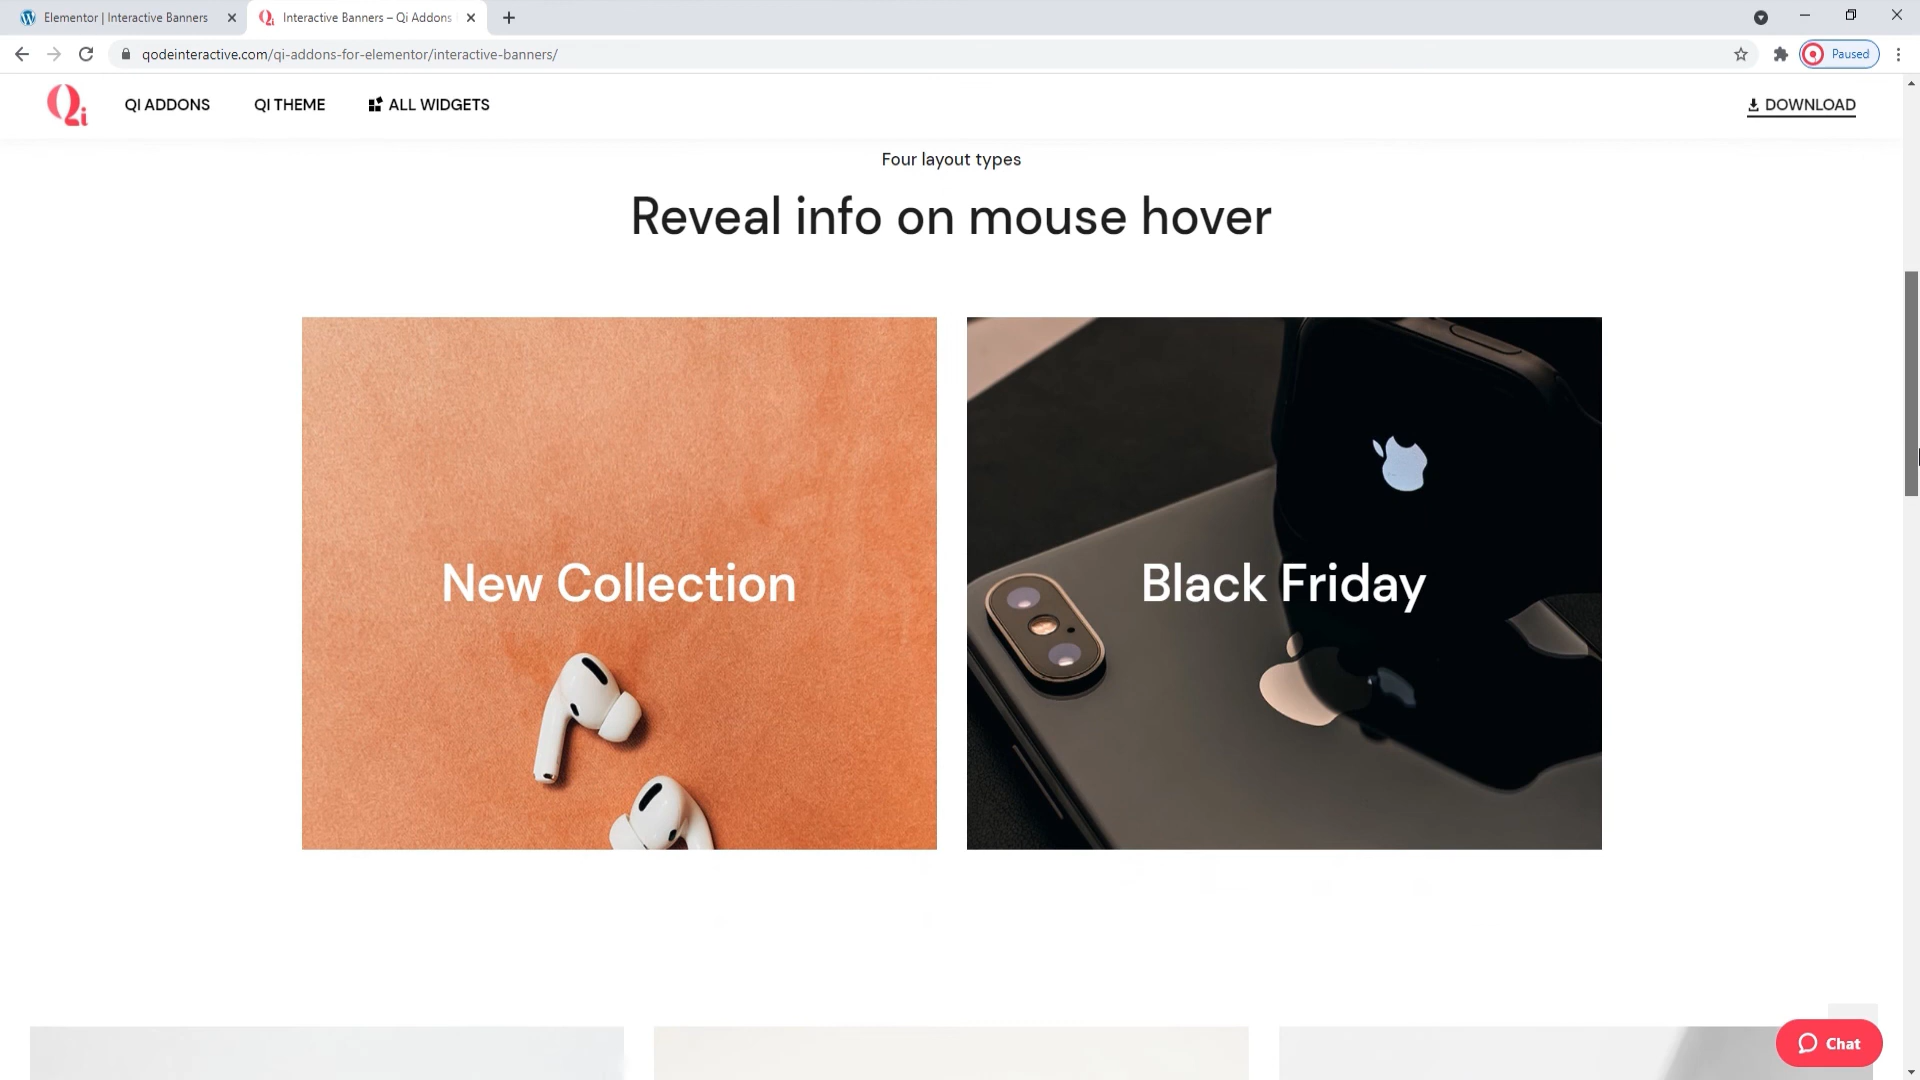 Elementor | Interactive Banners
Interactive Banners – Qi Addons
qodeinteractive.com/qi-addons-for-elementor/interactive-banners/
Paused
Qi
QI ADDONS
QI THEME
ALL WIDGETS
DOWNLOAD
Four layout types
Reveal info on mouse hover
New Collection
Black Friday
Chat